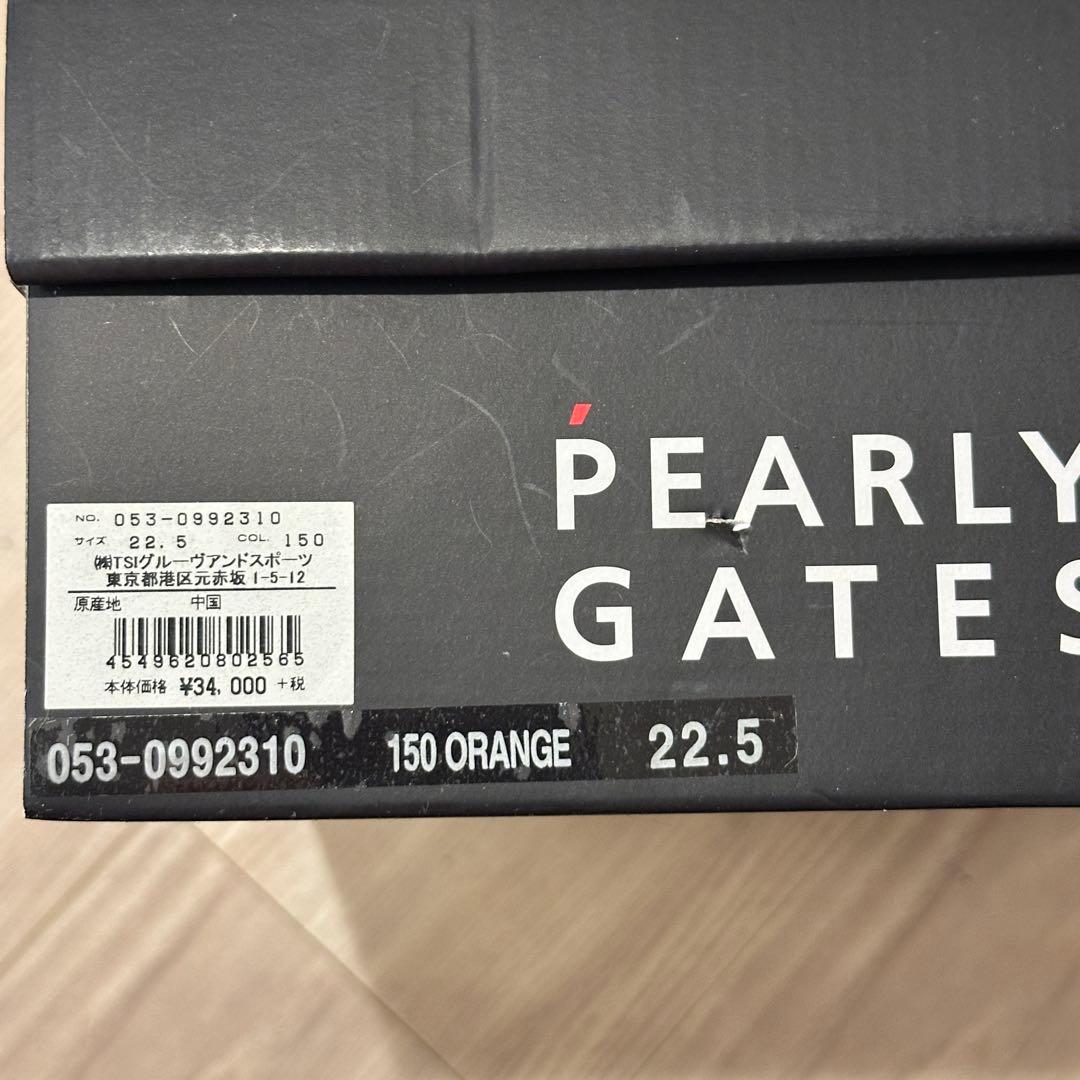 PEARLY
GATES
NO. 053-0992310
サイズ 22.5 COL. 150
㈱TSIグルーヴアンドスポーツ
東京都港区元赤坂1-5-12
原産地 中国
4549620802565
本体価格 ¥34,000 +税
053-0992310 150 ORANGE 22.5